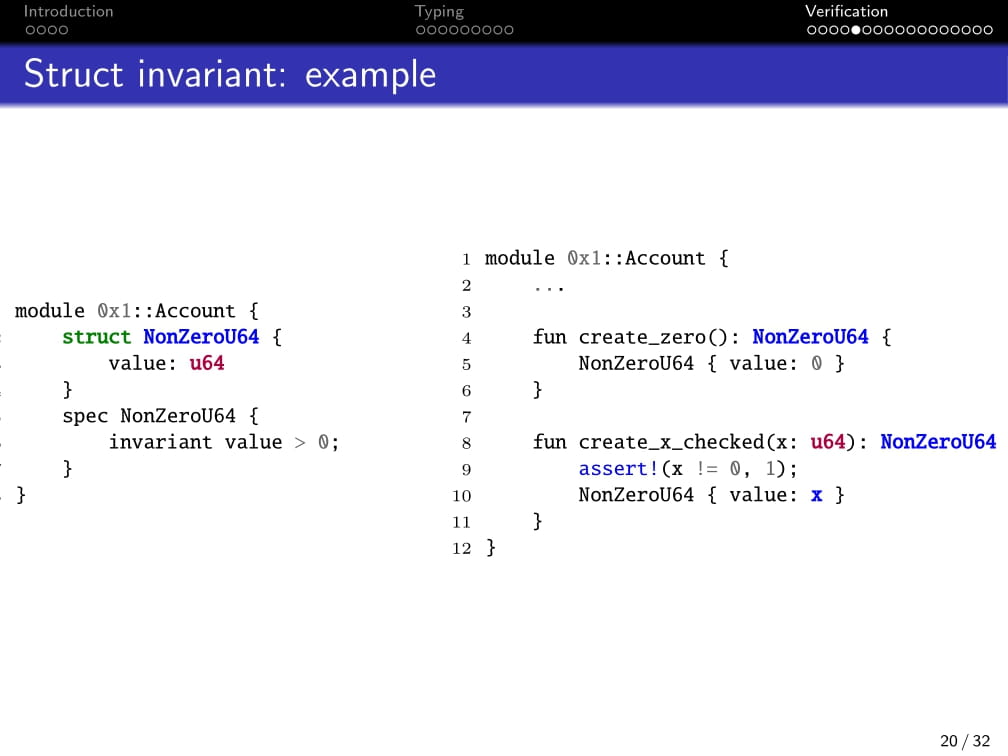 Introduction
Typing
Verification
Struct invariant: example
module 0x1::Account {
struct NonZeroU64 {
value: u64
}
spec NonZeroU64 {
invariant value > 0;
}
}
1 module 0x1::Account {
2 ...
3
4 fun create_zero(): NonZeroU64 {
5 NonZeroU64 { value: 0 }
6 }
7
8 fun create_x_checked(x: u64): NonZeroU64
9 assert!(x != 0, 1);
10 NonZeroU64 { value: x }
11 }
12 }
20 / 32